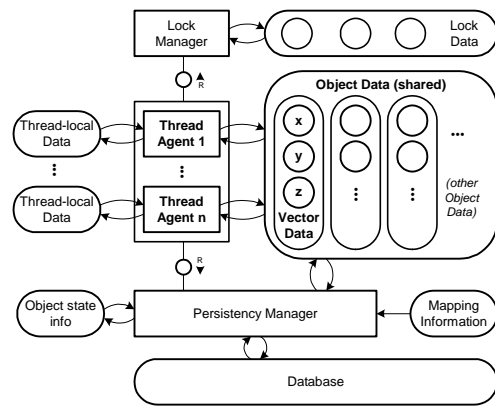 Lock
Manager
Lock
Data
R
Object Data (shared)
Thread-local
Data
Thread
Agent 1
x
y
z
...
...
Thread-local
Data
Thread
Agent n
Vector
Data
(other
Object
Data)
R
Object state
info
Persistency Manager
Mapping
Information
Database